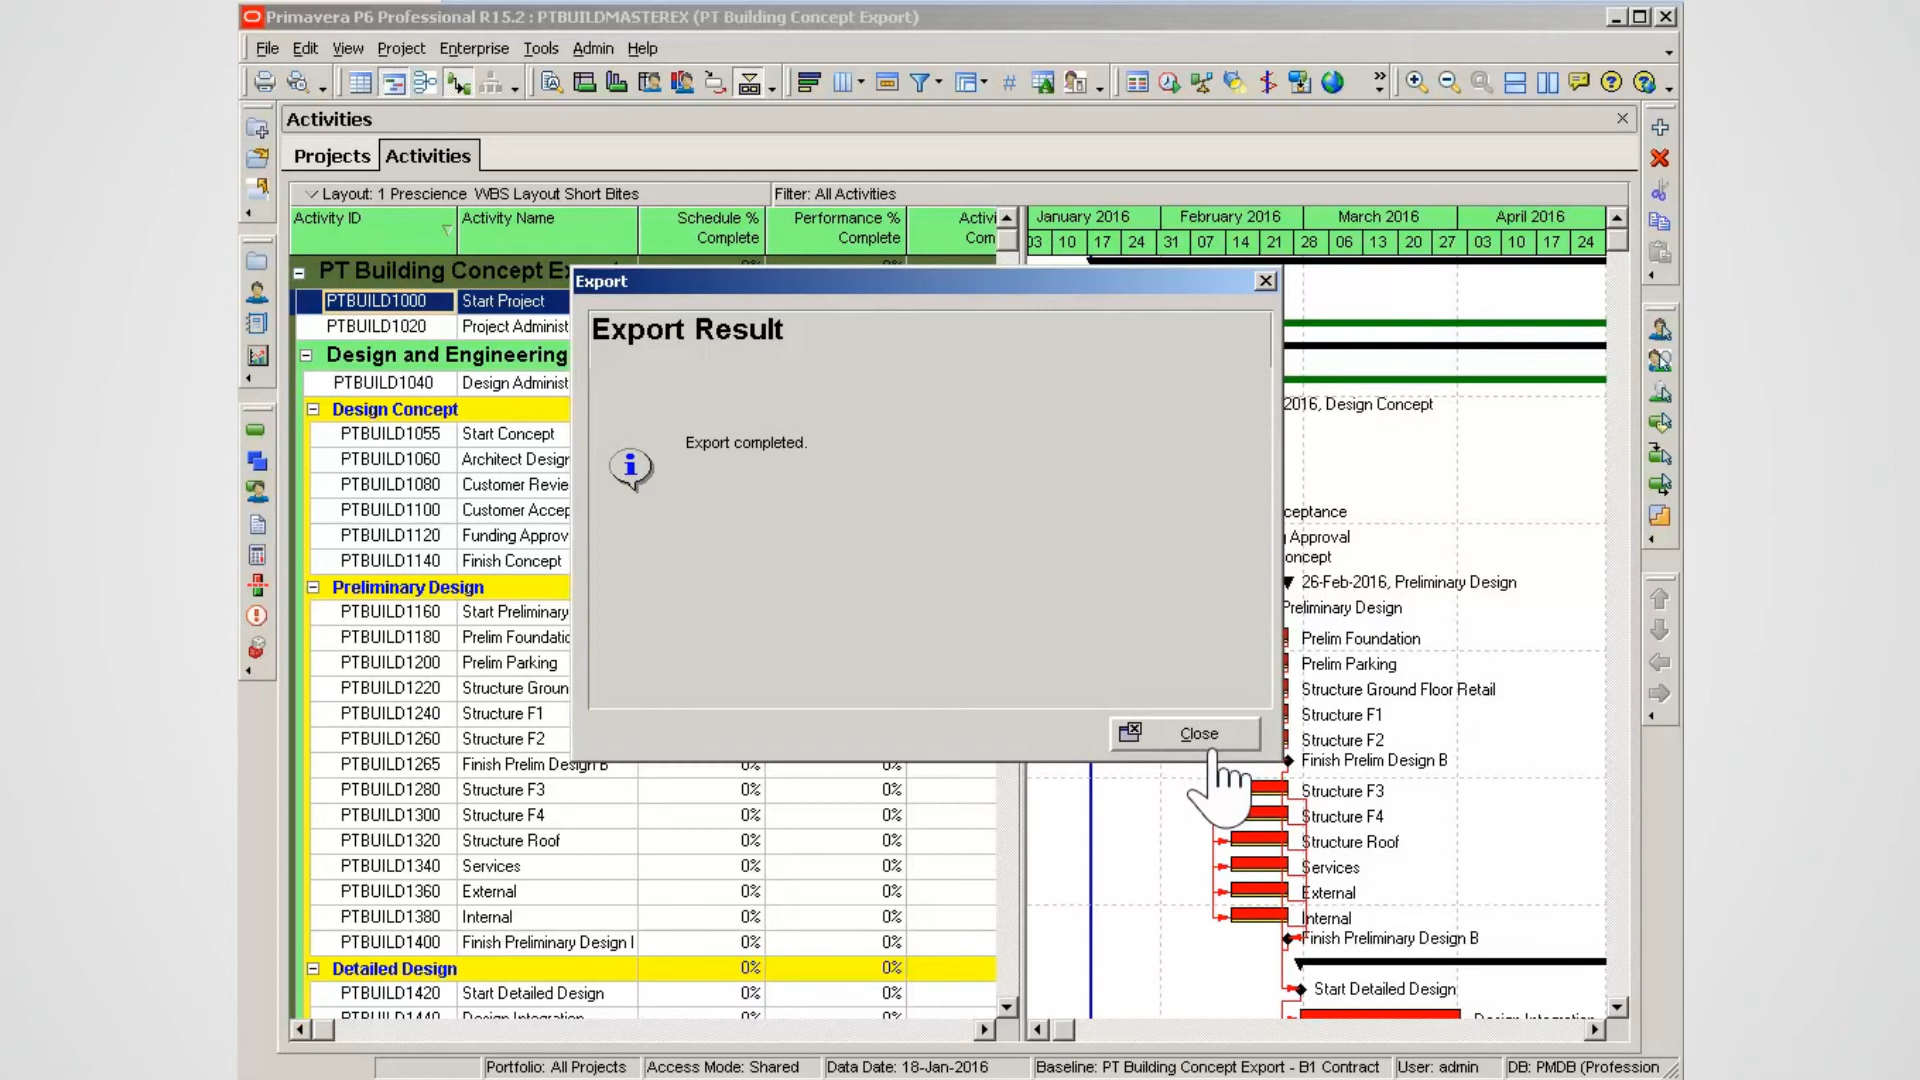 Primavera P6 Professional R15.2 : PTBUILDMASTEREX (PT Building Concept Export)
File Edit View Project Enterprise Tools Admin Help
Activities
Projects Activities
Layout: 1 Prescience WBS Layout Short Bites Filter: All Activities
Activity ID Activity Name Schedule % Complete Performance % Complete Activi Com
January 2016 February 2016 March 2016 April 2016
03 10 17 24 31 07 14 21 28 06 13 20 27 03 10 17 24
PT Building Concept E
PTBUILD1000 Start Project
PTBUILD1020 Project Administ
Design and Engineering
PTBUILD1040 Design Administ
Design Concept
PTBUILD1055 Start Concept
PTBUILD1060 Architect Design
PTBUILD1080 Customer Revie
PTBUILD1100 Customer Accep
PTBUILD1120 Funding Approv
PTBUILD1140 Finish Concept
Preliminary Design
PTBUILD1160 Start Preliminary
PTBUILD1180 Prelim Foundatio
PTBUILD1200 Prelim Parking
PTBUILD1220 Structure Groun
PTBUILD1240 Structure F1
PTBUILD1260 Structure F2
PTBUILD1265 Finish Prelim Design B 0% 0%
PTBUILD1280 Structure F3 0% 0%
PTBUILD1300 Structure F4 0% 0%
PTBUILD1320 Structure Roof 0% 0%
PTBUILD1340 Services 0% 0%
PTBUILD1360 External 0% 0%
PTBUILD1380 Internal 0% 0%
PTBUILD1400 Finish Preliminary Design 0% 0%
Detailed Design 0% 0%
PTBUILD1420 Start Detailed Design 0% 0%
PTBUILD1440 Design Integration 0% 0%
Export
Export Result
Export completed.
Close
2016, Design Concept
ceptance
Approval
oncept
26-Feb-2016, Preliminary Design
Preliminary Design
Prelim Foundation
Prelim Parking
Structure Ground Floor Retail
Structure F1
Structure F2
Finish Prelim Design B
Structure F3
Structure F4
Structure Roof
Services
External
Internal
Finish Preliminary Design B
Start Detailed Design
Design Integration
Portfolio: All Projects Access Mode: Shared Data Date: 18-Jan-2016 Baseline: PT Building Concept Export - B1 Contract User: admin DB: PMDB (Profession